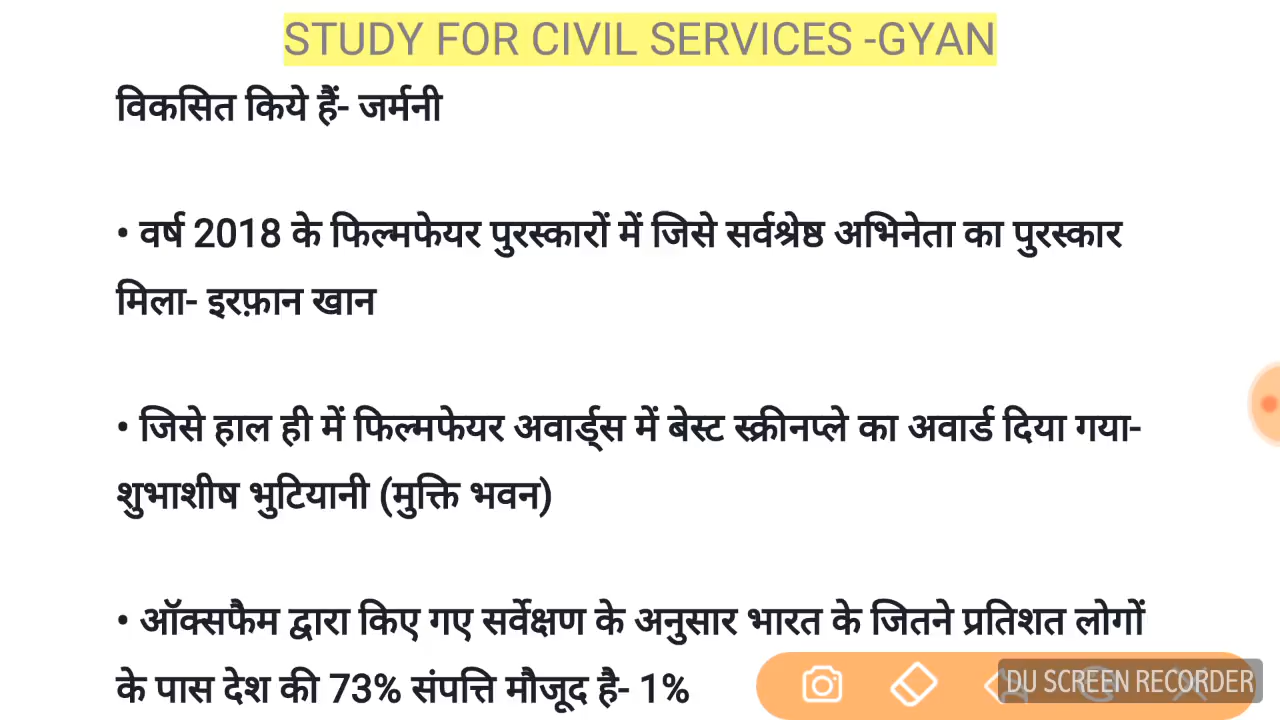 STUDY FOR CIVIL SERVICES -GYAN
विकसित किये हैं- जर्मनी
• वर्ष 2018 के फिल्मफेयर पुरस्कारों में जिसे सर्वश्रेष्ठ अभिनेता का पुरस्कार
मिला- इरफ़ान खान
• जिसे हाल ही में फिल्मफेयर अवार्ड्स में बेस्ट स्क्रीनप्ले का अवार्ड दिया गया-
शुभाशीष भुटियानी (मुक्ति भवन)
• ऑक्सफैम द्वारा किए गए सर्वेक्षण के अनुसार भारत के जितने प्रतिशत लोगों
के पास देश की 73% संपत्ति मौजूद है- 1%
DU SCREEN RECORDER